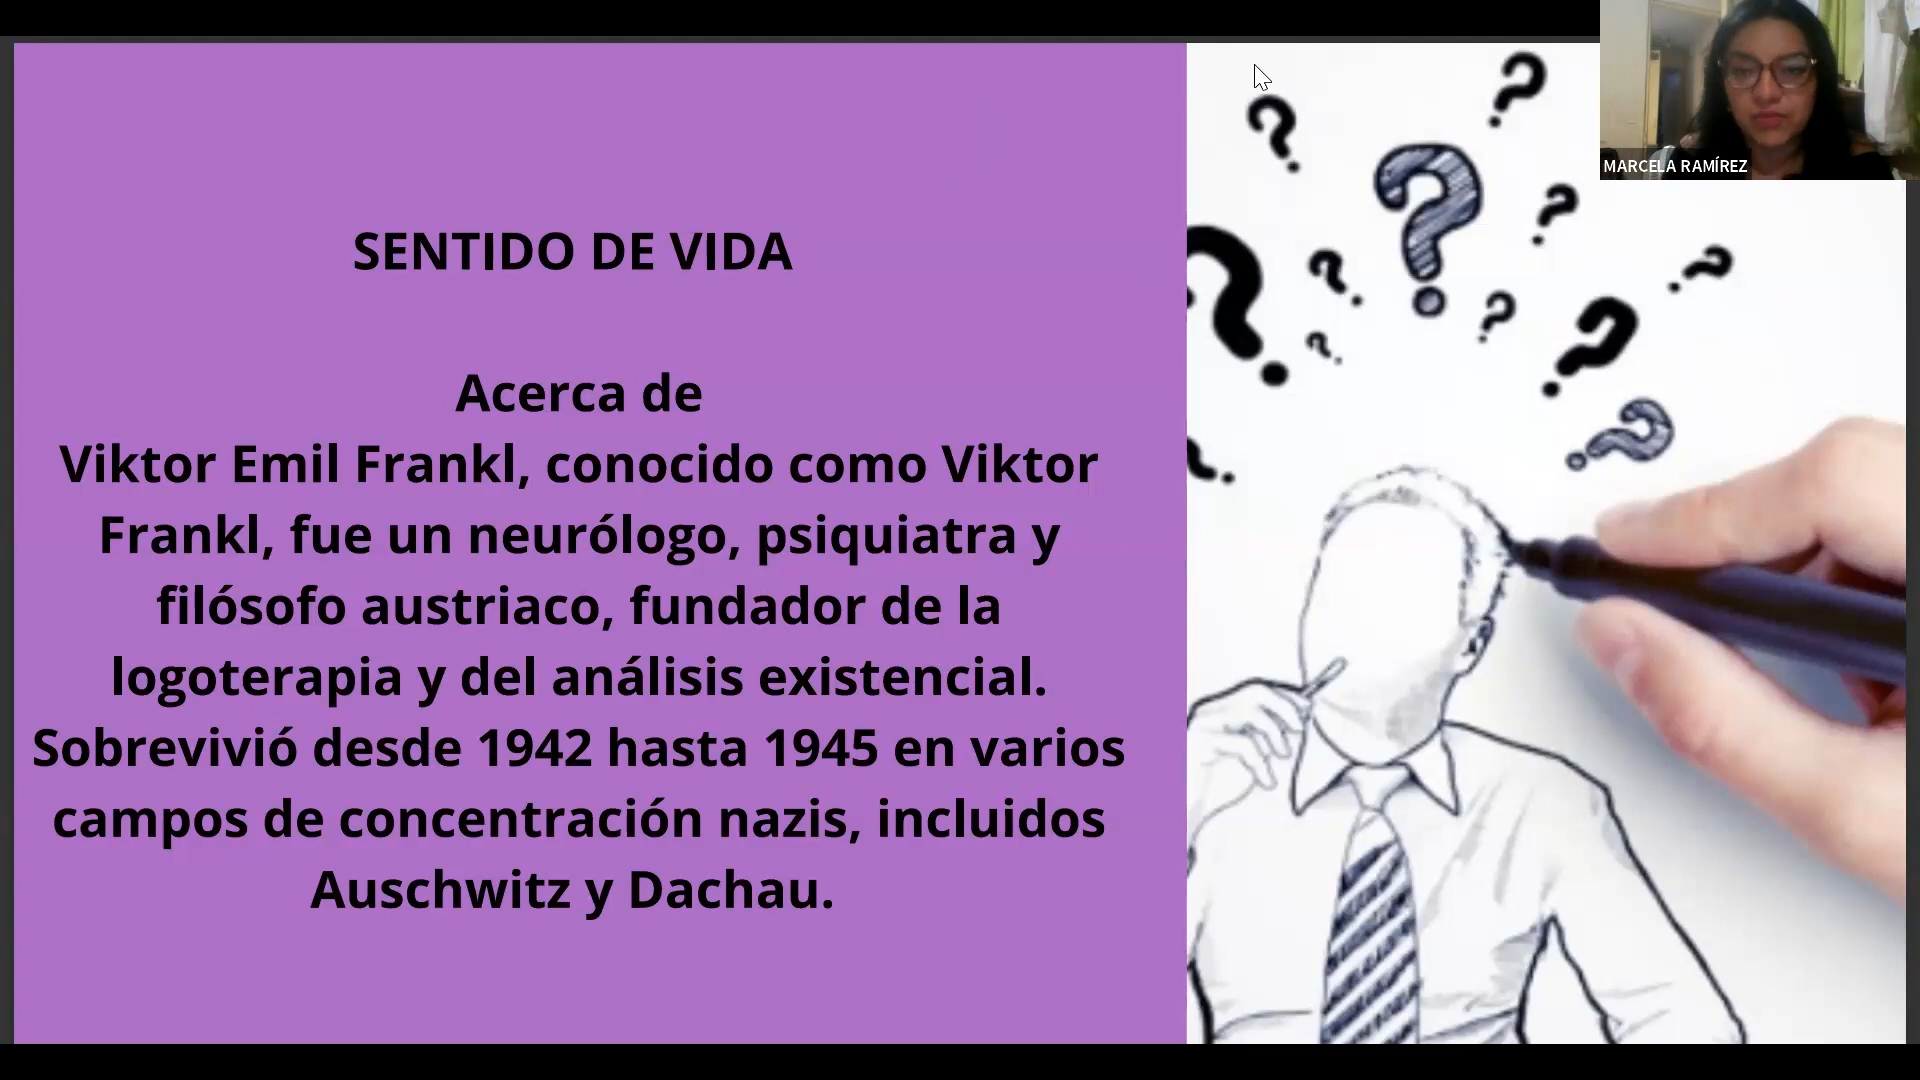 SENTIDO DE VIDA
Acerca de
Viktor Emil Frankl, conocido como Viktor
Frankl, fue un neurólogo, psiquiatra y
filósofo austriaco, fundador de la
logoterapia y del análisis existencial.
Sobrevivió desde 1942 hasta 1945 en varios
campos de concentración nazis, incluidos
Auschwitz y Dachau.
MARCELA RAMÍREZ